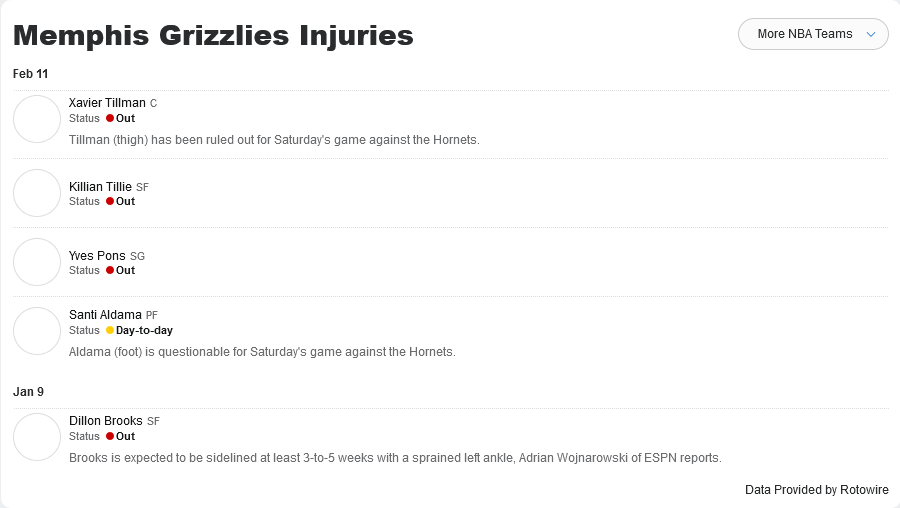 Memphis Grizzlies Injuries
More NBA Teams
Feb 11
Xavier Tillman C
Status Out
Tillman (thigh) has been ruled out for Saturday's game against the Hornets.
Killian Tillie SF
Status Out
Yves Pons SG
Status Out
Santi Aldama PF
Status Day-to-day
Aldama (foot) is questionable for Saturday's game against the Hornets.
Jan 9
Dillon Brooks SF
Status Out
Brooks is expected to be sidelined at least 3-to-5 weeks with a sprained left ankle, Adrian Wojnarowski of ESPN reports.
Data Provided by Rotowire